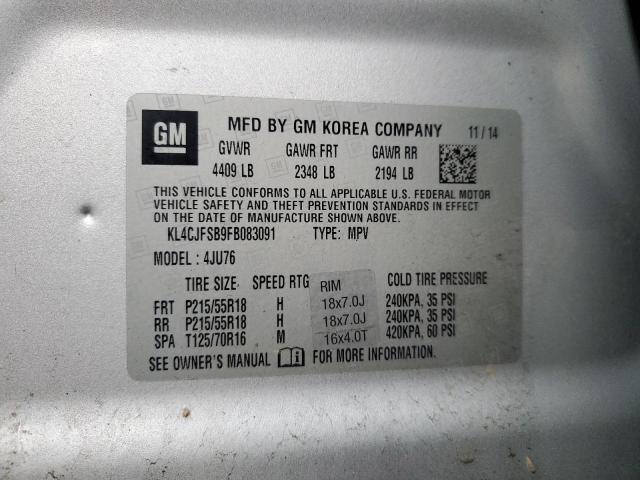 GM MFD BY GM KOREA COMPANY 11/14
GVWR GAWR FRT GAWR RR
4409 LB 2348 LB 2194 LB
THIS VEHICLE CONFORMS TO ALL APPLICABLE U.S. FEDERAL MOTOR
VEHICLE SAFETY AND THEFT PREVENTION STANDARDS IN EFFECT
ON THE DATE OF MANUFACTURE SHOWN ABOVE.
KL4CJFSB9FB083091 TYPE: MPV
MODEL : 4JU76
TIRE SIZE SPEED RTG RIM COLD TIRE PRESSURE
FRT P215/55R18 H 18x7.0J 240KPA, 35 PSI
RR P215/55R18 H 18x7.0J 240KPA, 35 PSI
SPA T125/70R16 M 16x4.0T 420KPA, 60 PSI
SEE OWNER'S MANUAL FOR MORE INFORMATION.